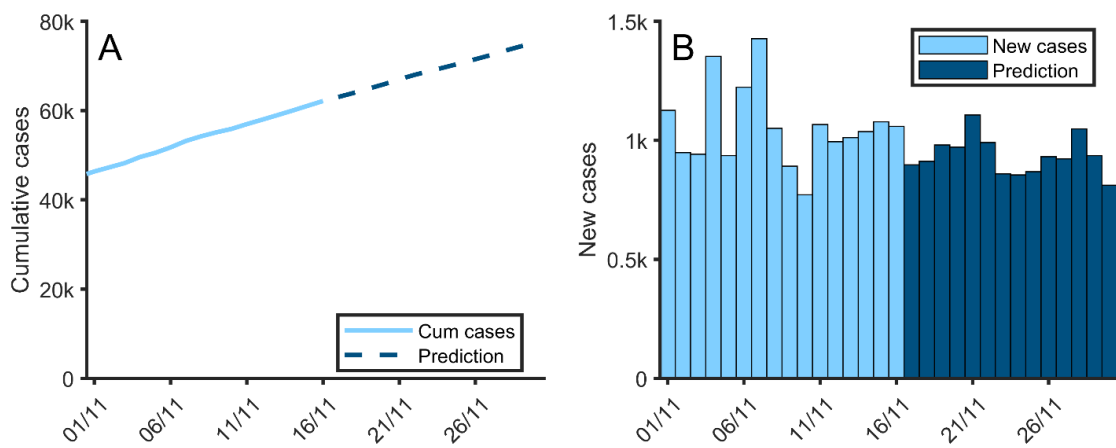 A
Cumulative cases
80k
60k
40k
20k
0
Cum cases
Prediction
01/11
06/11
11/11
16/11
21/11
26/11
B
New cases
1.5k
1k
0.5k
0
New cases
Prediction
01/11
06/11
11/11
16/11
21/11
26/11